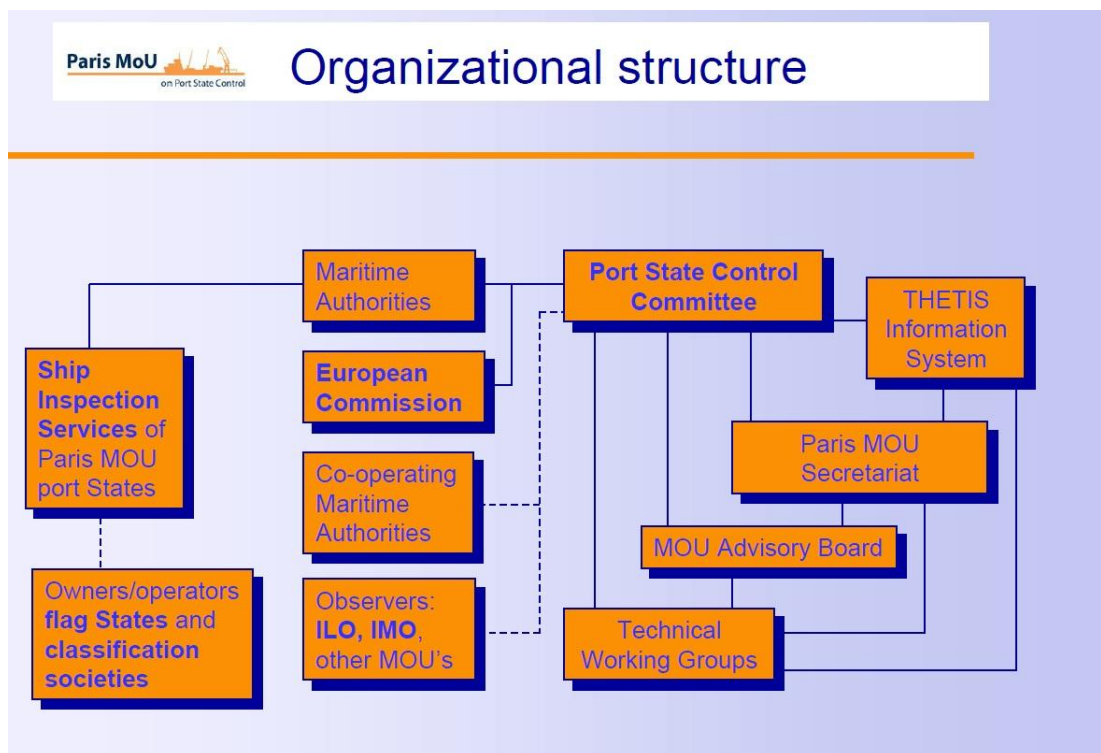 Paris MoU
on Port State Control
Organizational structure
Maritime
Authorities
Port State Control
Committee
THETIS
Information
System
Ship
Inspection
Services of
Paris MOU
port States
European
Commission
Paris MOU
Secretariat
Co-operating
Maritime
Authorities
MOU Advisory Board
Owners/operators
flag States and
classification
societies
Observers:
ILO, IMO,
other MOU's
Technical
Working Groups